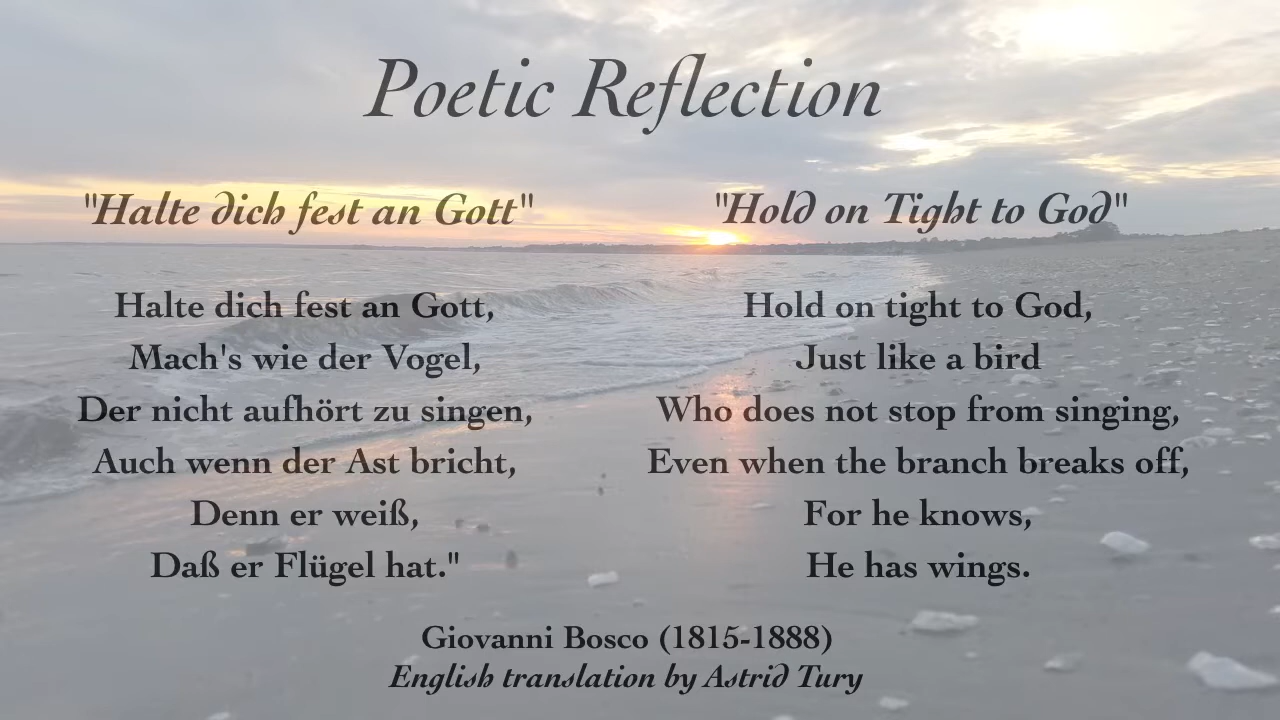 Poetic Reflection
"Halte dich fest an Gott"
Halte dich fest an Gott,
Mach's wie der Vogel,
Der nicht aufhört zu singen,
Auch wenn der Ast bricht,
Denn er weiß,
Daß er Flügel hat."
"Hold on Tight to God"
Hold on tight to God,
Just like a bird
Who does not stop from singing,
Even when the branch breaks off,
For he knows,
He has wings.
Giovanni Bosco (1815-1888)
English translation by Astrid Tury